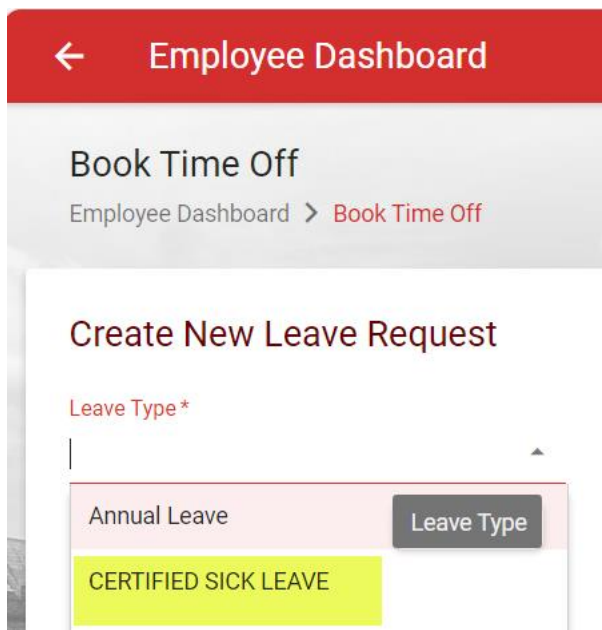 Employee Dashboard
Book Time Off
Employee Dashboard > Book Time Off
Create New Leave Request
Leave Type *
Annual Leave
Leave Type
CERTIFIED SICK LEAVE